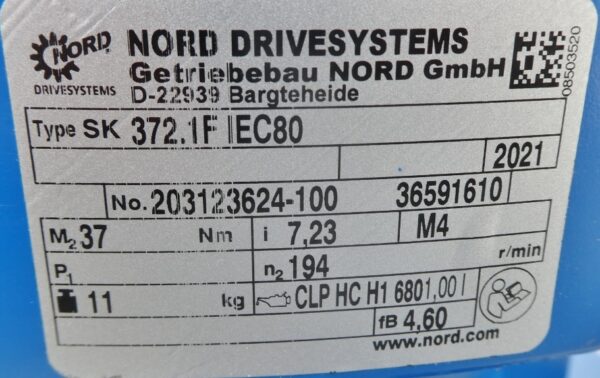 NORD
DRIVESYSTEMS
NORD DRIVESYSTEMS
Getriebebau NORD GmbH
D-22939 Bargteheide
08503520
Type SK 372.1F IEC80
2021
No. 203123624-100 36591610
M2 37 Nm i 7,23 M4
P1 n2 194 r/min
11 kg CLP HC H1 680 1,00 l
fB 4,60
www.nord.com